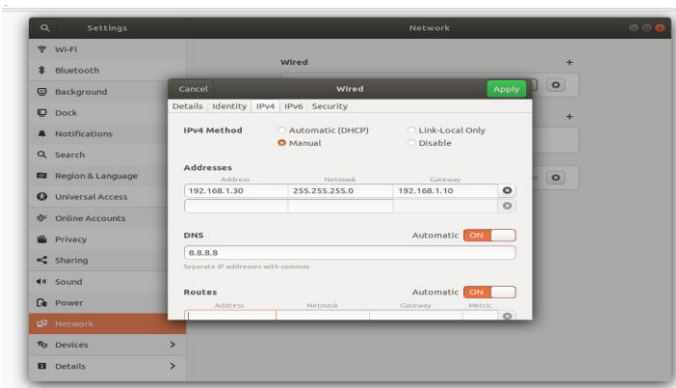 Settings
Network
Wi-Fi
Bluetooth
Background
Dock
Notifications
Search
Region & Language
Universal Access
Online Accounts
Privacy
Sharing
Sound
Power
Network
Devices
Details
Wired
Cancel
Wired
Apply
Details
Identity
IPv4
IPv6
Security
IPv4 Method
Automatic (DHCP)
Link-Local Only
Manual
Disable
Addresses
Address
Netmask
Gateway
192.168.1.30
255.255.255.0
192.168.1.10
DNS
Automatic
ON
8.8.8.8
Separate IP addresses with commas
Routes
Automatic
ON
Address
Netmask
Gateway
Metric